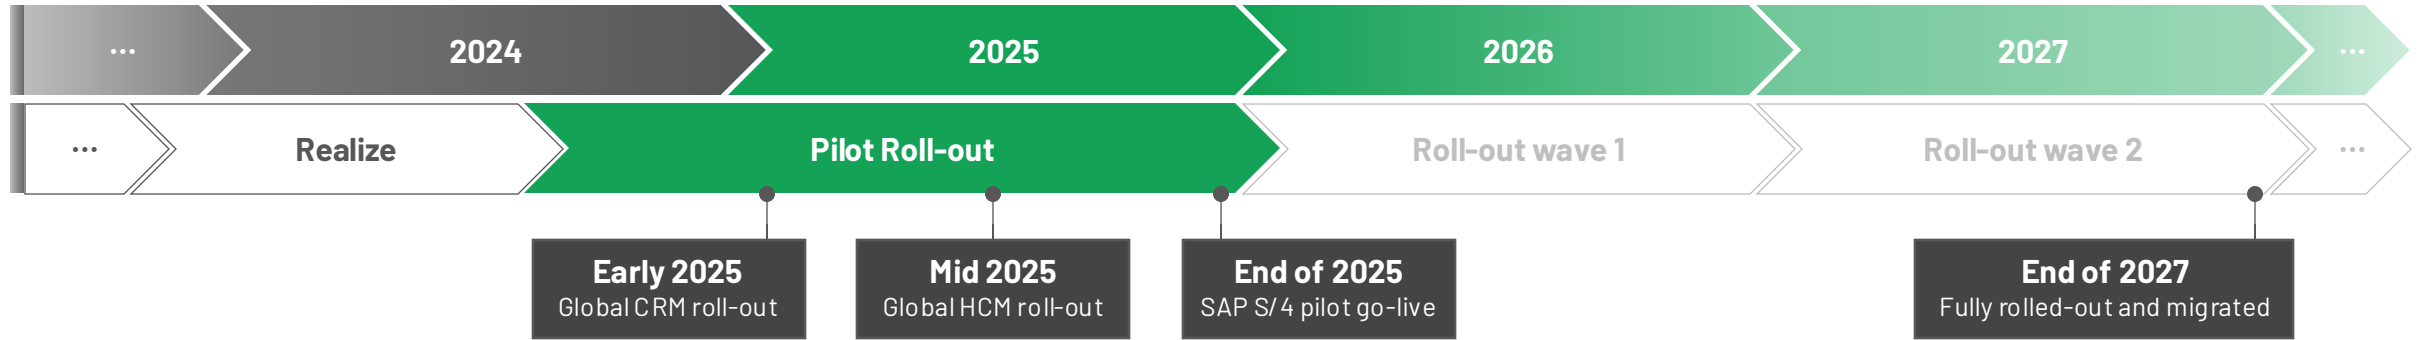 ...
2024
2025
2026
2027
...
...
Realize
Pilot Roll-out
Roll-out wave 1
Roll-out wave 2
...
Early 2025
Global CRM roll-out
Mid 2025
Global HCM roll-out
End of 2025
SAP S/4 pilot go-live
End of 2027
Fully rolled-out and migrated